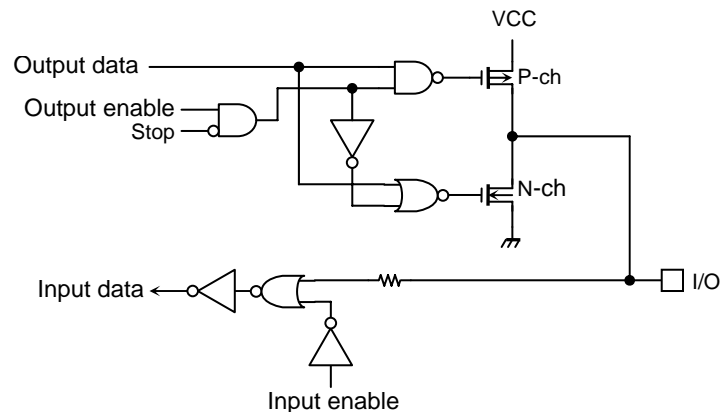 VCC
Output data
P-ch
Output enable
Stop
N-ch
Input data
I/O
Input enable